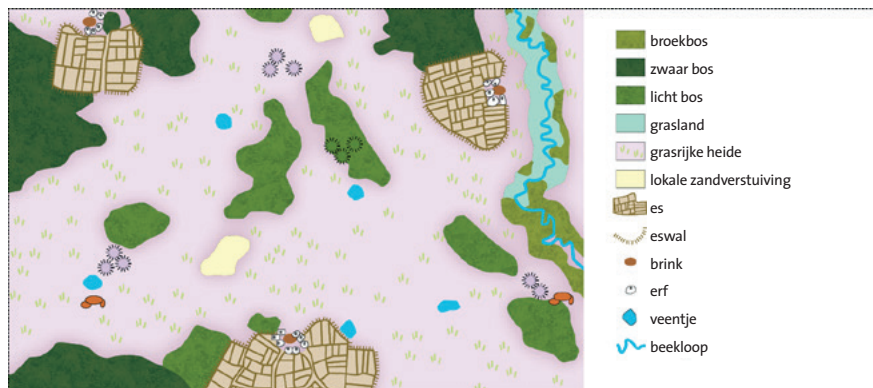 broekbos
zwaar bos
licht bos
grasland
grasrijke heide
lokale zandverstuiving
es
eswal
brink
erf
veentje
beekloop